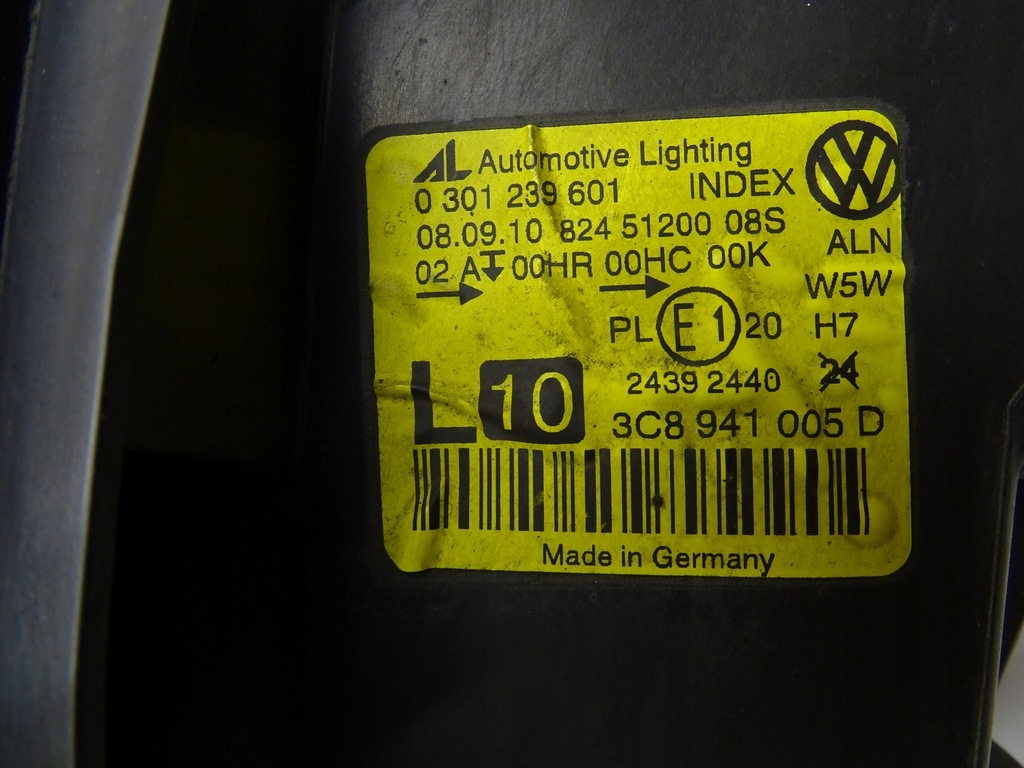 AL Automotive Lighting
0 301 239 601 INDEX
08.09.10 824 51200 08S
ALN
02 A 00HR 00HC 00K
W5W
PL E1 20 H7
2439 2440 24
L 10
3C8 941 005 D
Made in Germany
VW